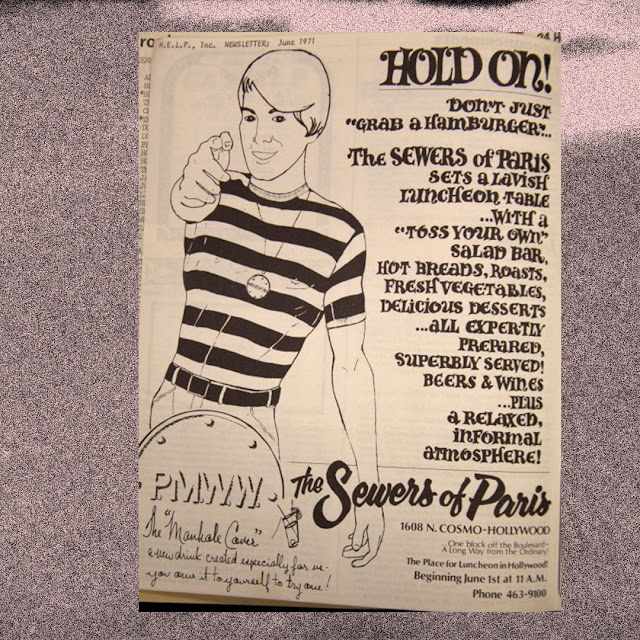 H.E.L.P., Inc. NEWSLETTER; June 1971
HOLD ON!
DON'T JUST
"GRAB A HAMBURGER"...
The SEWERS of PARIS
SETS A LAVISH
LUNCHEON TABLE
...WITH A
"TOSS YOUR OWN"
SALAD BAR,
HOT BREADS, ROASTS,
FRESH VEGETABLES,
DELICIOUS DESSERTS
...ALL EXPERTLY
PREPARED,
SUPERBLY SERVED!
BEERS & WINES
...PLUS
A RELAXED,
INFORMAL
ATMOSPHERE!
PMWW.
The "Manhole Cover"
a new drink created especially for us.
you owe it to yourself to try one!
The Sewers of Paris
1608 N. COSMO-HOLLYWOOD
One block off the Boulevard-
A Long Way from the Ordinary!
The Place for Luncheon in Hollywood!
Beginning June 1st at 11 A.M.
Phone 463-9100